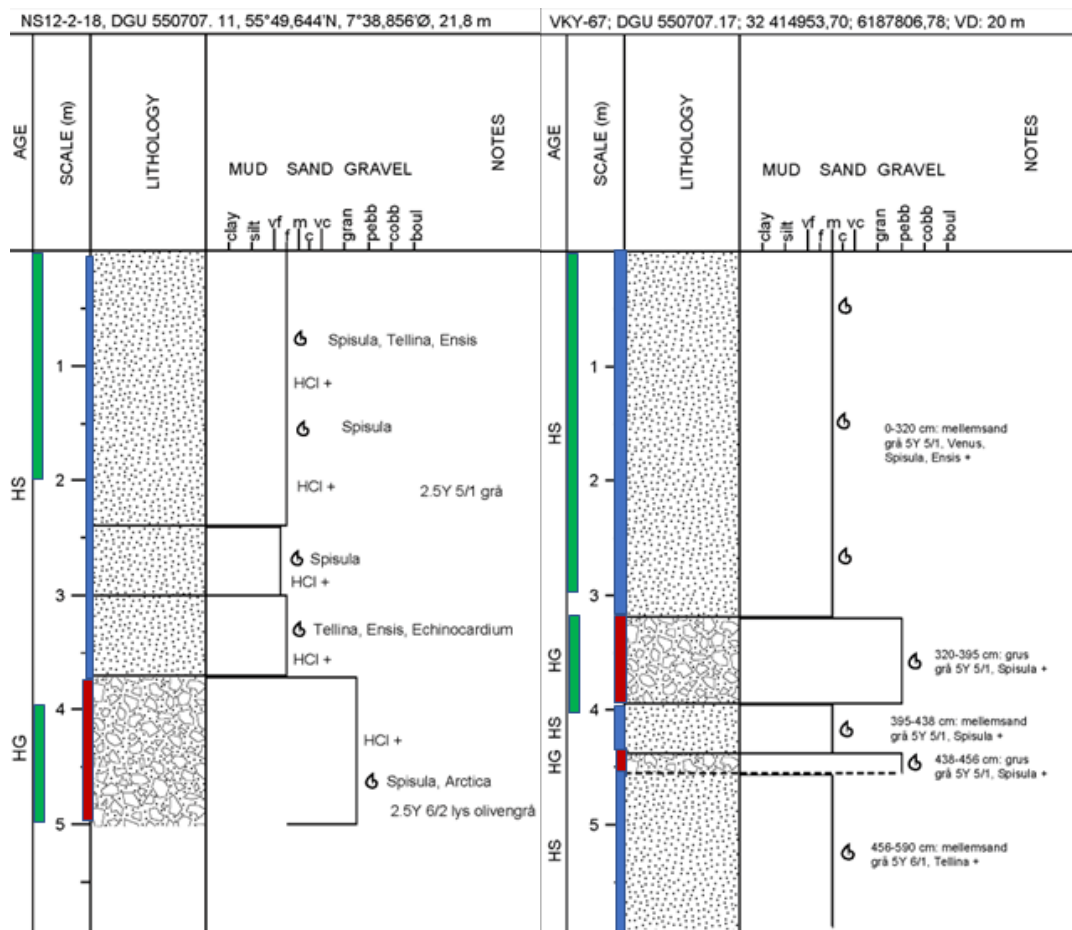 NS12-2-18, DGU 550707. 11, 55°49,644'N, 7°38,856'Ø, 21,8 m
AGE
SCALE (m)
LITHOLOGY
MUD SAND GRAVEL
NOTES
clay
silt
vf
f
m
c
vc
gran
pebb
cobb
boul
Spisula, Tellina, Ensis
1
HCl +
Spisula
HS
2
HCl +
2.5Y 5/1 grå
Spisula
HCl +
3
Tellina, Ensis, Echinocardium
HCl +
4
HG
HCl +
Spisula, Arctica
2.5Y 6/2 lys olivengrå
5
VKY-67; DGU 550707.17; 32 414953,70; 6187806,78; VD: 20 m
AGE
SCALE (m)
LITHOLOGY
MUD SAND GRAVEL
NOTES
clay
silt
vf
f
m
c
vc
gran
pebb
cobb
boul
1
HS
0-320 cm: mellemsand
grå 5Y 5/1, Venus,
Spisula, Ensis +
2
3
HG
320-395 cm: grus
grå 5Y 5/1, Spisula +
4
HS
395-438 cm: mellemsand
grå 5Y 5/1, Spisula +
HG
438-456 cm: grus
grå 5Y 5/1, Spisula +
5
HS
456-590 cm: mellemsand
grå 5Y 6/1, Tellina +